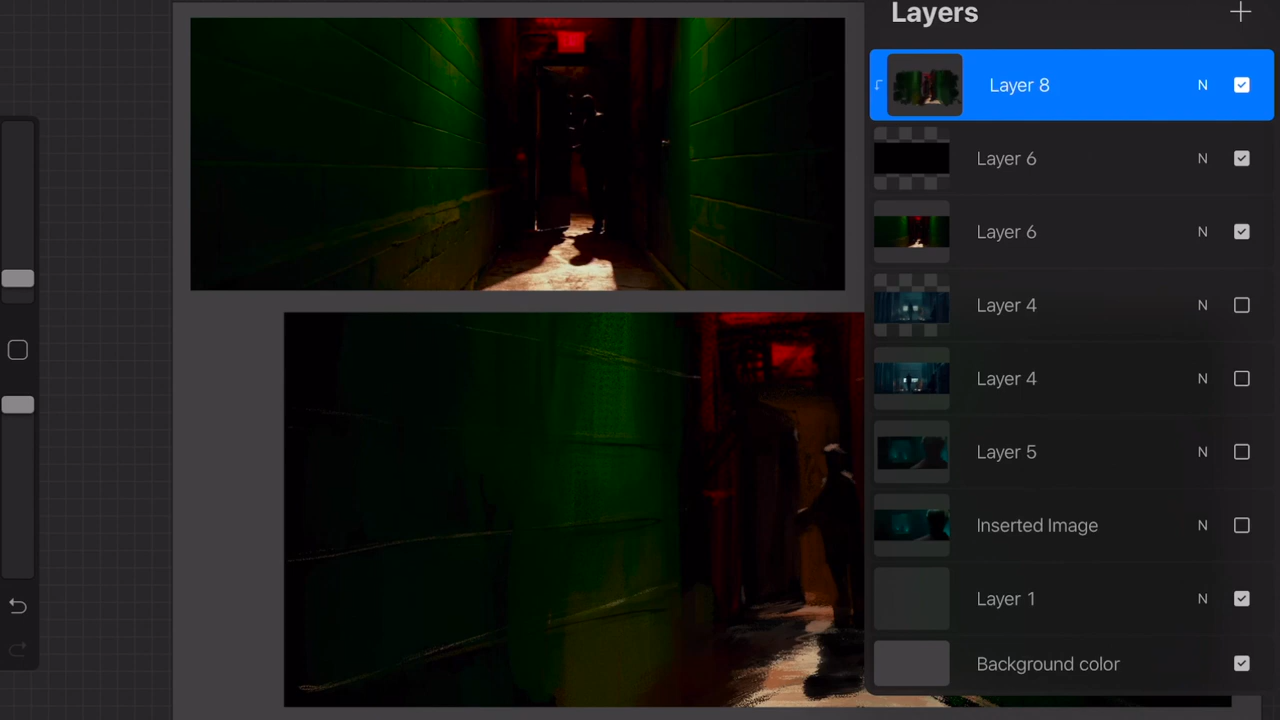 Layers
Layer 8 N
Layer 6 N
Layer 6 N
Layer 4 N
Layer 4 N
Layer 5 N
Inserted Image N
Layer 1 N
Background color